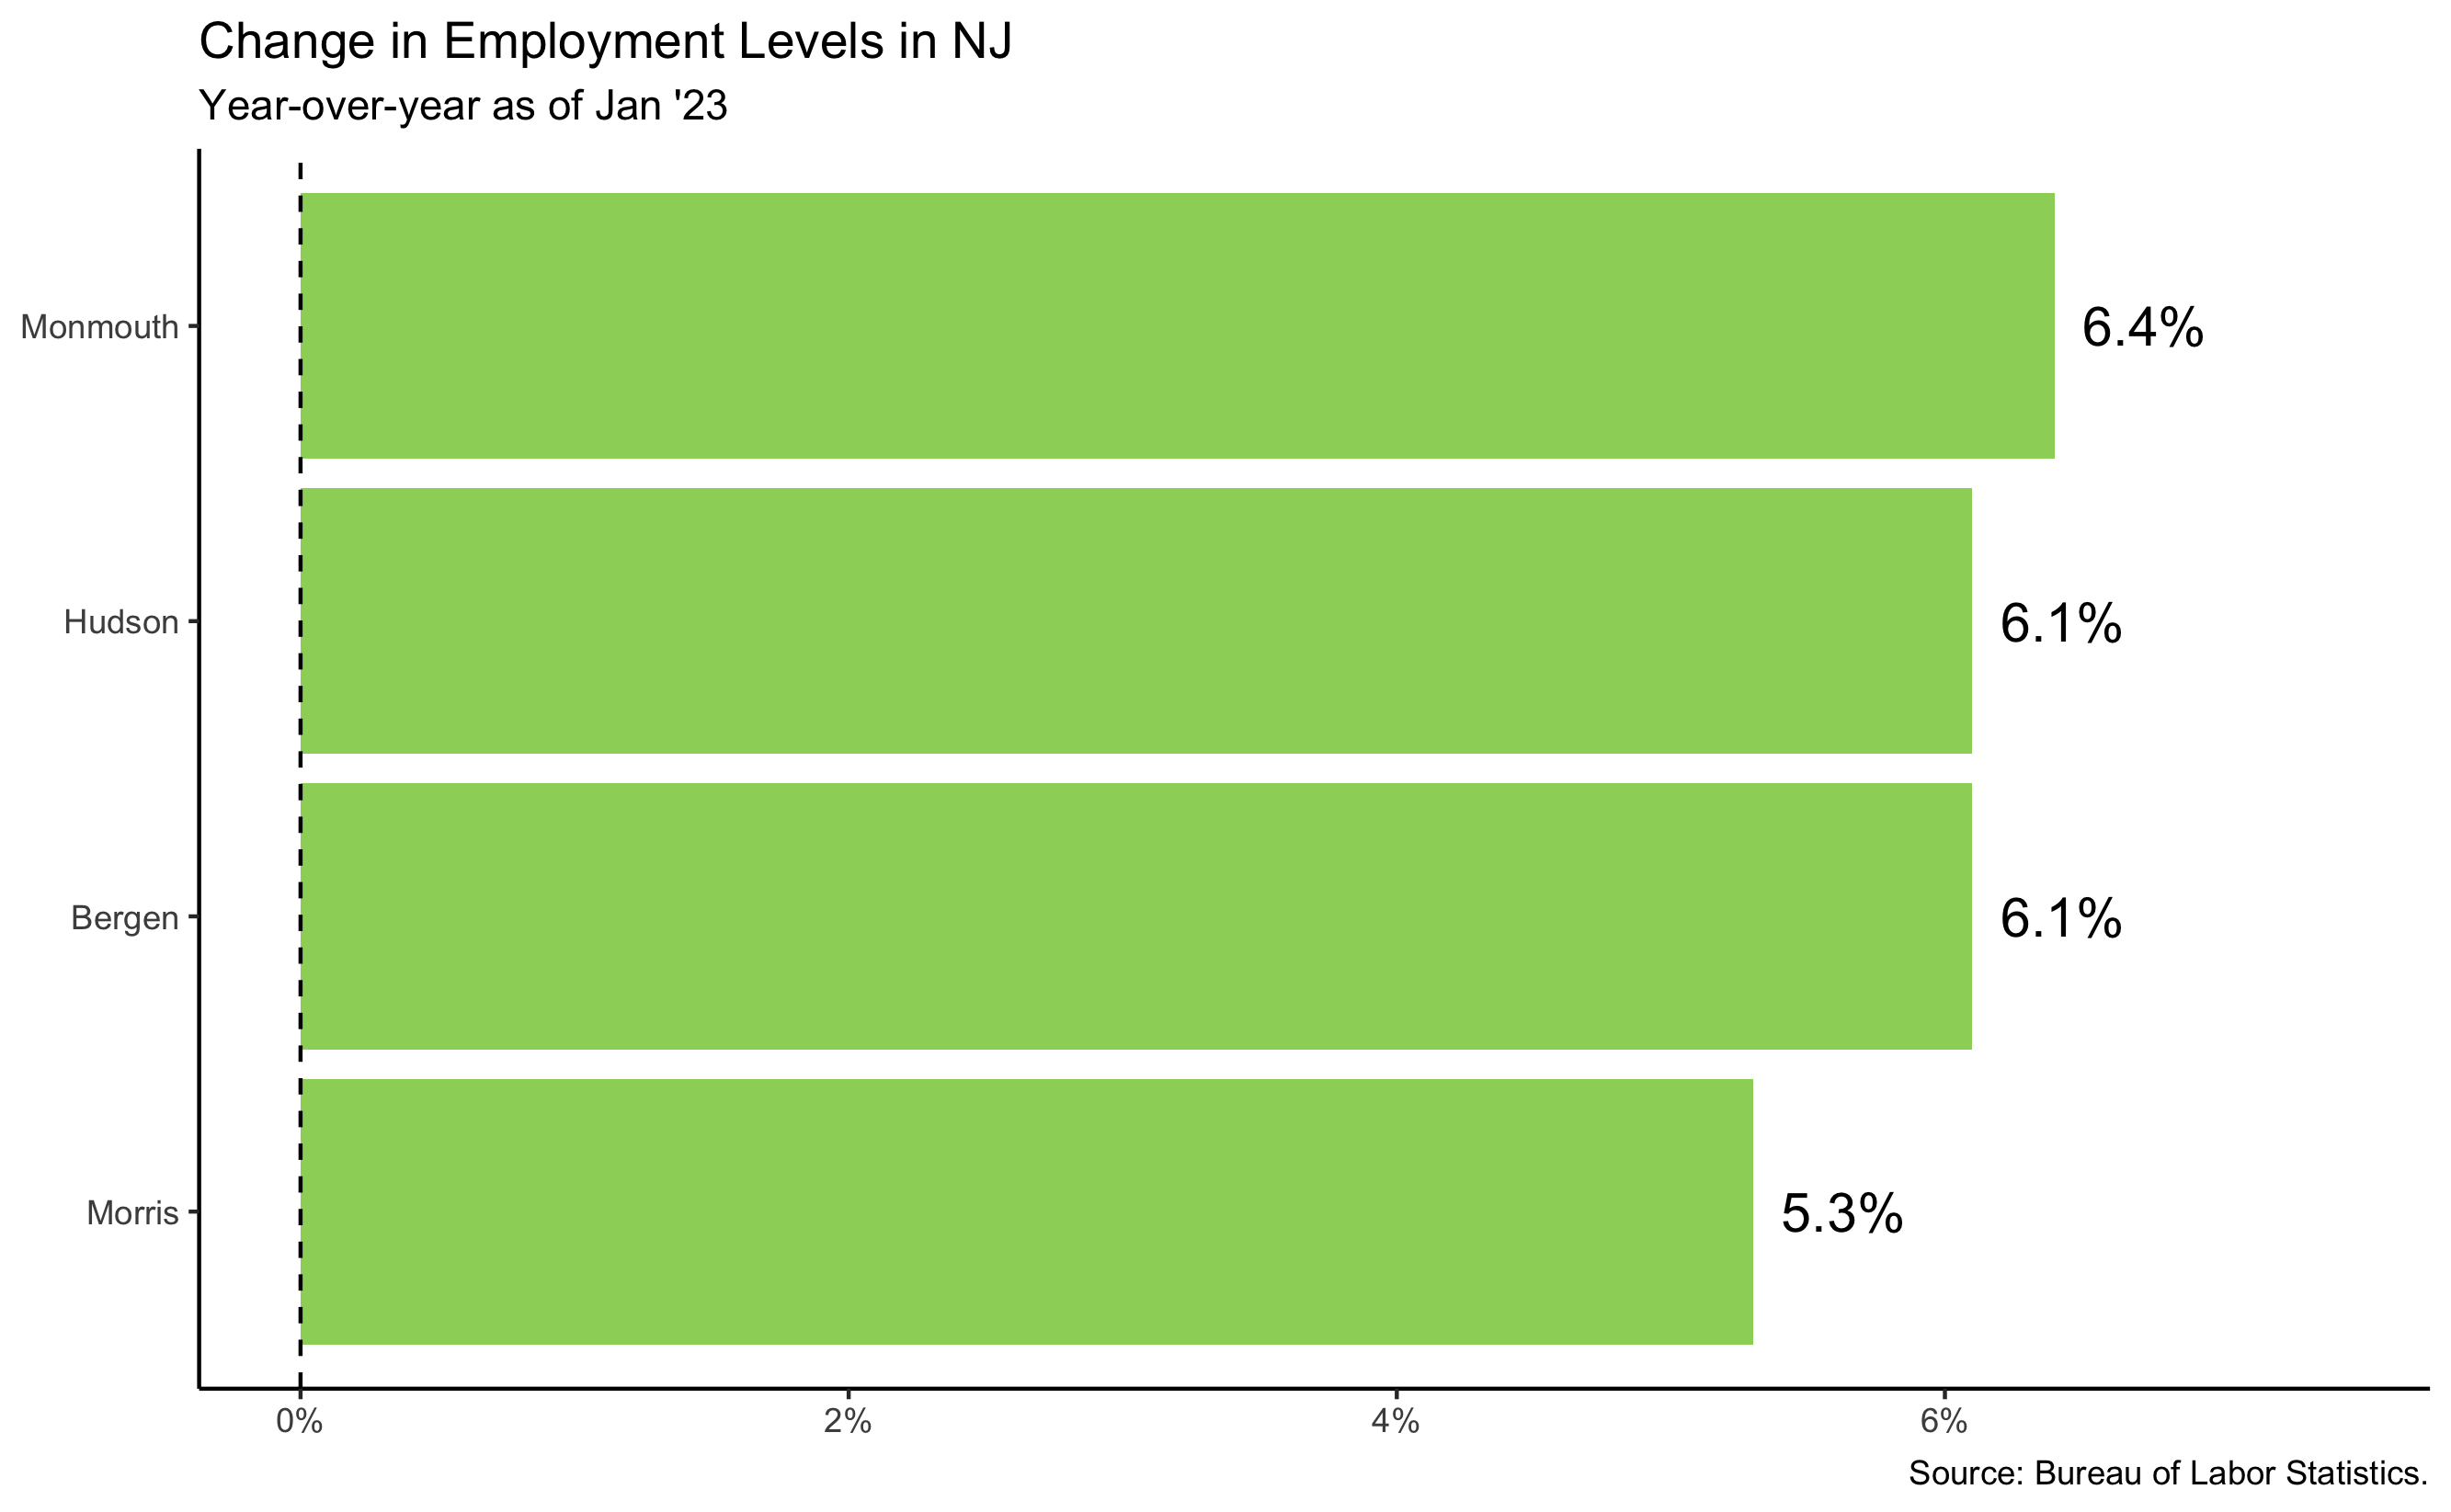 Change in Employment Levels in NJ
Year-over-year as of Jan '23
Monmouth
6.4%
Hudson
6.1%
Bergen
6.1%
Morris
5.3%
0% 2% 4% 6%
Source: Bureau of Labor Statistics.